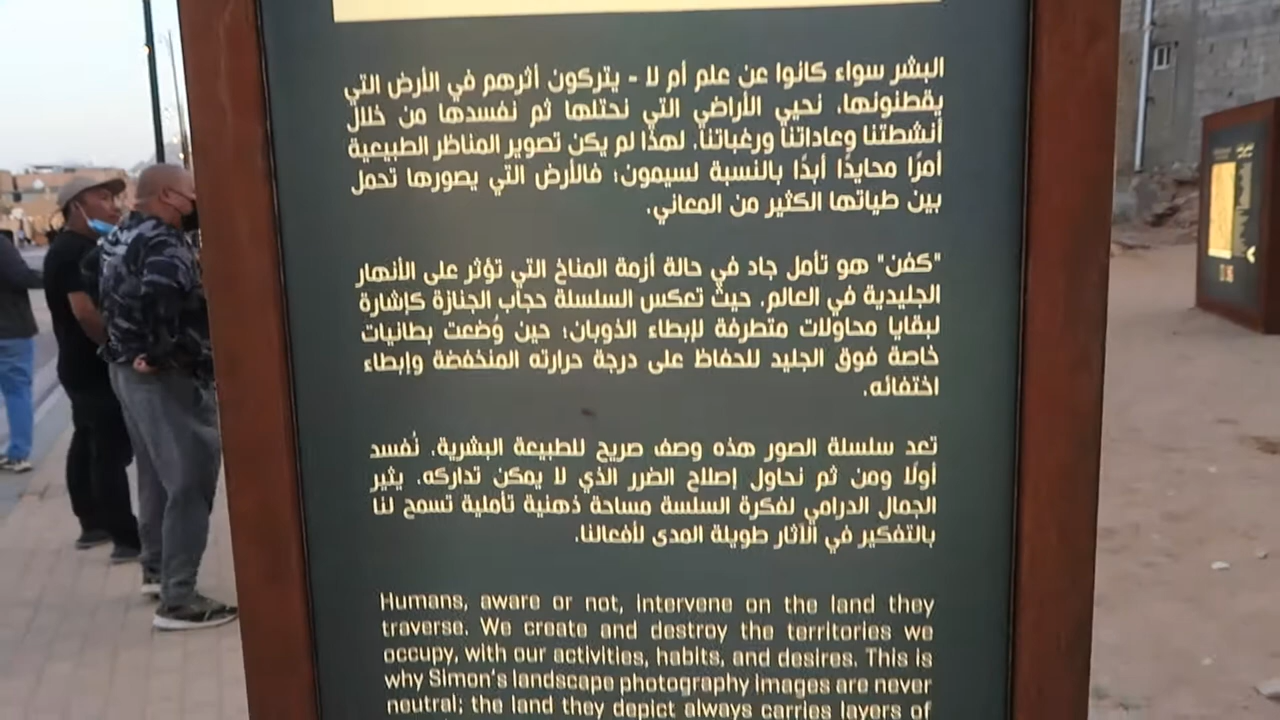 البشر سواء كانوا عن علم أم لا - يتركون أثرهم في الأرض التي
يقطنونها، نحيي الأراضي التي نحتلها ثم نفسدها من خلال
أنشطتنا وعاداتنا ورغباتنا. لهذا لم يكن تصوير المناظر الطبيعية
أمرًا محايدًا أبدًا بالنسبة لسيمون؛ فالأرض التي يصورها تحمل
بين طياتها الكثير من المعاني.
"كفن" هو تأمل جاد في حالة أزمة المناخ التي تؤثر على الأنهار
الجليدية في العالم. حيث تعكس السلسلة حجاب الجنازة كإشارة
لبقايا محاولات متطرفة لإبطاء الذوبان؛ حين وُضعت بطانيات
خاصة فوق الجليد للحفاظ على درجة حرارته المنخفضة وإبطاء
اختفائه.
تعد سلسلة الصور هذه وصف صريح للطبيعة البشرية. نُفسد
أولًا ومن ثم نحاول إصلاح الضرر الذي لا يمكن تداركه. يثير
الجمال الدرامي لفكرة السلسة مساحة ذهنية تأملية تسمح لنا
بالتفكير في الآثار طويلة المدى لأفعالنا.
Humans, aware or not, intervene on the land they
traverse. We create and destroy the territories we
occupy, with our activities, habits, and desires. This is
why Simon's landscape photography images are never
neutral; the land they depict always carries layers of